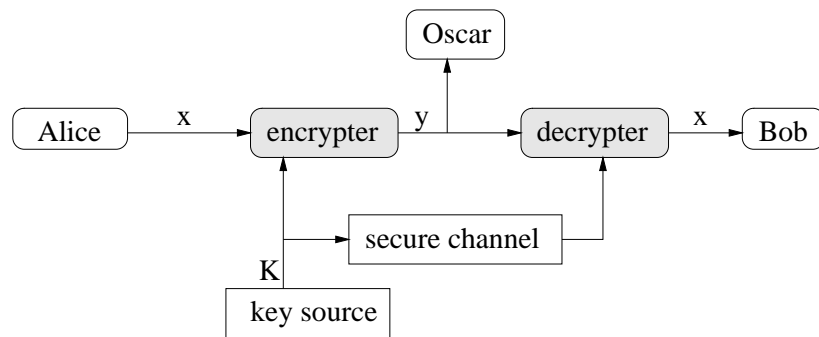 Oscar
Alice
x
encrypter
y
decrypter
x
Bob
secure channel
K
key source